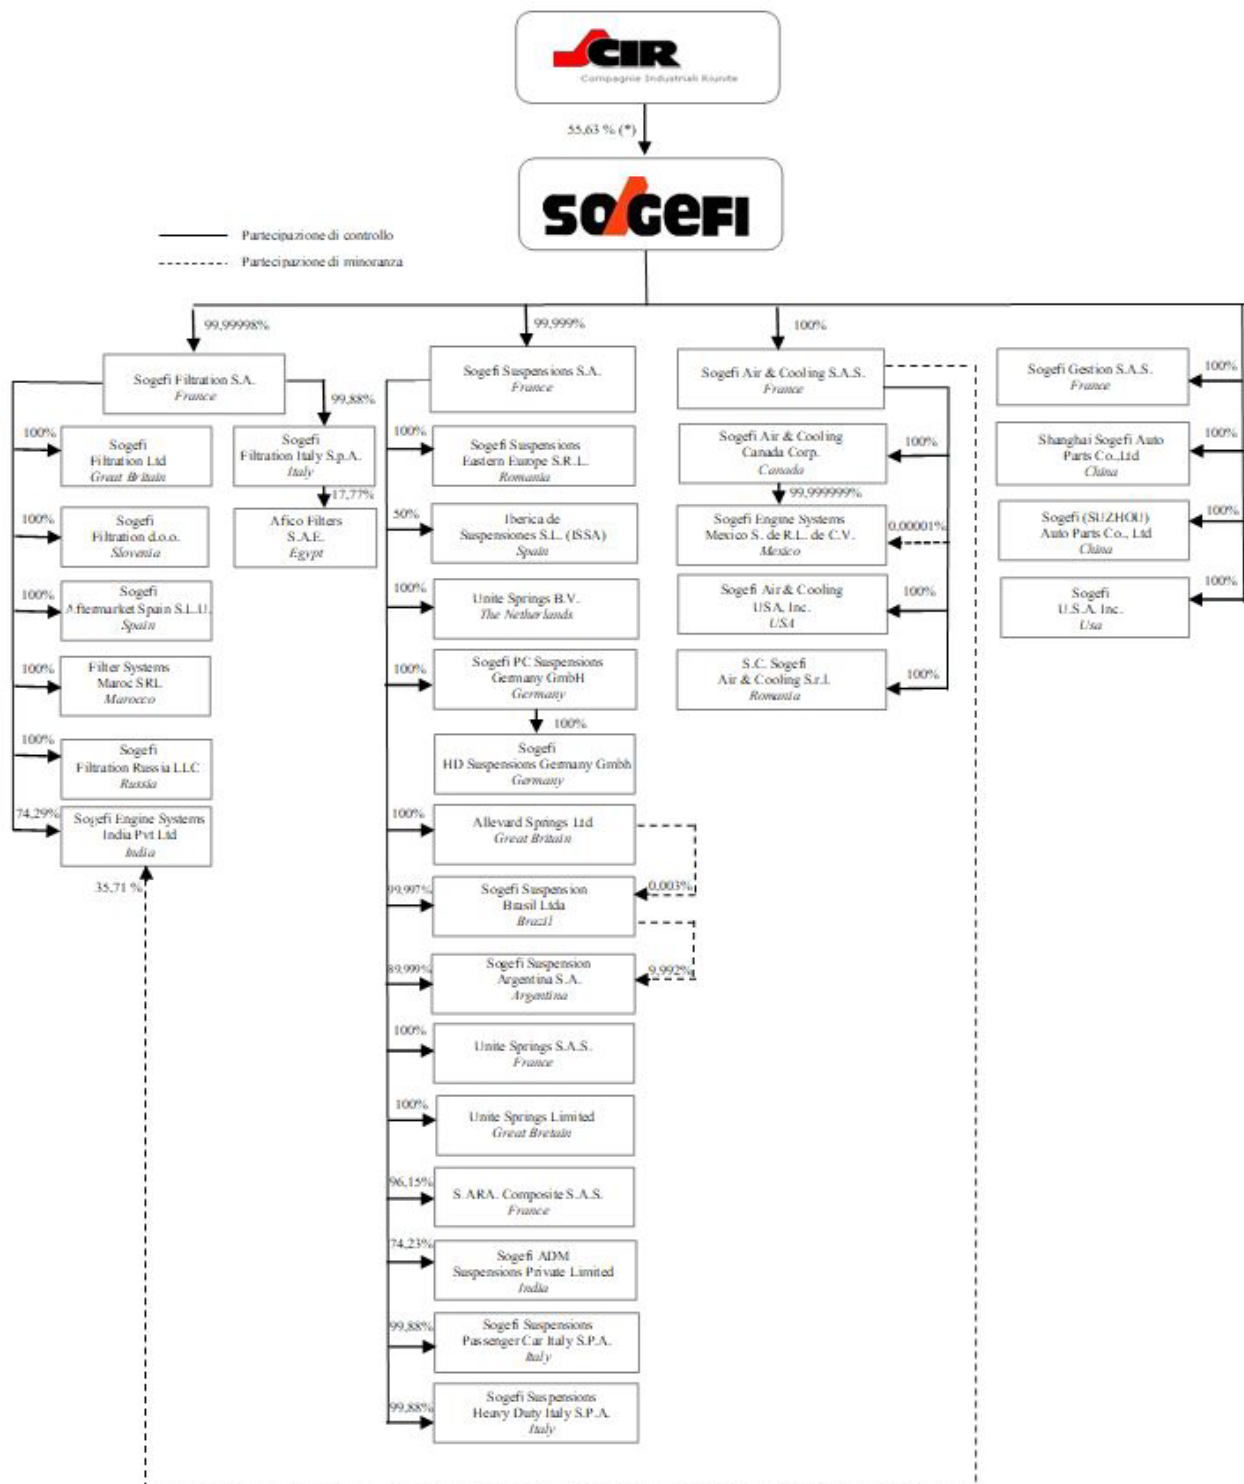 CIR
Compagnie Industriali Riunite
55,63 % (*)
SOGEFI
Partecipazione di controllo
Partecipazione di minoranza
99,99998%
Sogefi Filtration S.A.
France
100%
Sogefi
Filtration Ltd
Great Britain
100%
Sogefi
Filtration d.o.o.
Slovenia
100%
Sogefi
Aftermarket Spain S.L.U.
Spain
100%
Filter Systems
Maroc SRL
Marocco
100%
Sogefi
Filtration Russia LLC
Russia
74,29%
Sogefi Engine Systems
India Pvt Ltd
India
35,71 %
99,88%
Sogefi
Filtration Italy S.p.A.
Italy
17,77%
Afico Filters
S.A.E.
Egypt
99,999%
Sogefi Suspensions S.A.
France
100%
Sogefi Suspensions
Eastern Europe S.R.L.
Romania
50%
Iberica de
Suspensiones S.L. (ISSA)
Spain
100%
Unite Springs B.V.
The Netherlands
100%
Sogefi PC Suspensions
Germany GmbH
Germany
100%
Sogefi
HD Suspensions Germany Gmbh
Germany
100%
Allevard Springs Ltd
Great Britain
99,997%
Sogefi Suspension
Brasil Ltda
Brazil
0,003%
89,999%
Sogefi Suspension
Argentina S.A.
Argentina
9,992%
100%
Unite Springs S.A.S.
France
100%
Unite Springs Limited
Great Bretain
96,15%
S.ARA. Composite S.A.S.
France
74,23%
Sogefi ADM
Suspensions Private Limited
India
99,88%
Sogefi Suspensions
Passenger Car Italy S.P.A.
Italy
99,88%
Sogefi Suspensions
Heavy Duty Italy S.P.A.
Italy
100%
Sogefi Air & Cooling S.A.S.
France
100%
Sogefi Air & Cooling
Canada Corp.
Canada
99,999999%
Sogefi Engine Systems
Mexico S. de R.L. de C.V.
Mexico
0,00001%
Sogefi Air & Cooling
USA, Inc.
USA
100%
S.C. Sogefi
Air & Cooling S.r.l.
Romania
100%
Sogefi Gestion S.A.S.
France
100%
Shanghai Sogefi Auto
Parts Co.,Ltd
China
100%
Sogefi (SUZHOU)
Auto Parts Co., Ltd
China
100%
Sogefi
U.S.A. Inc.
Usa
100%